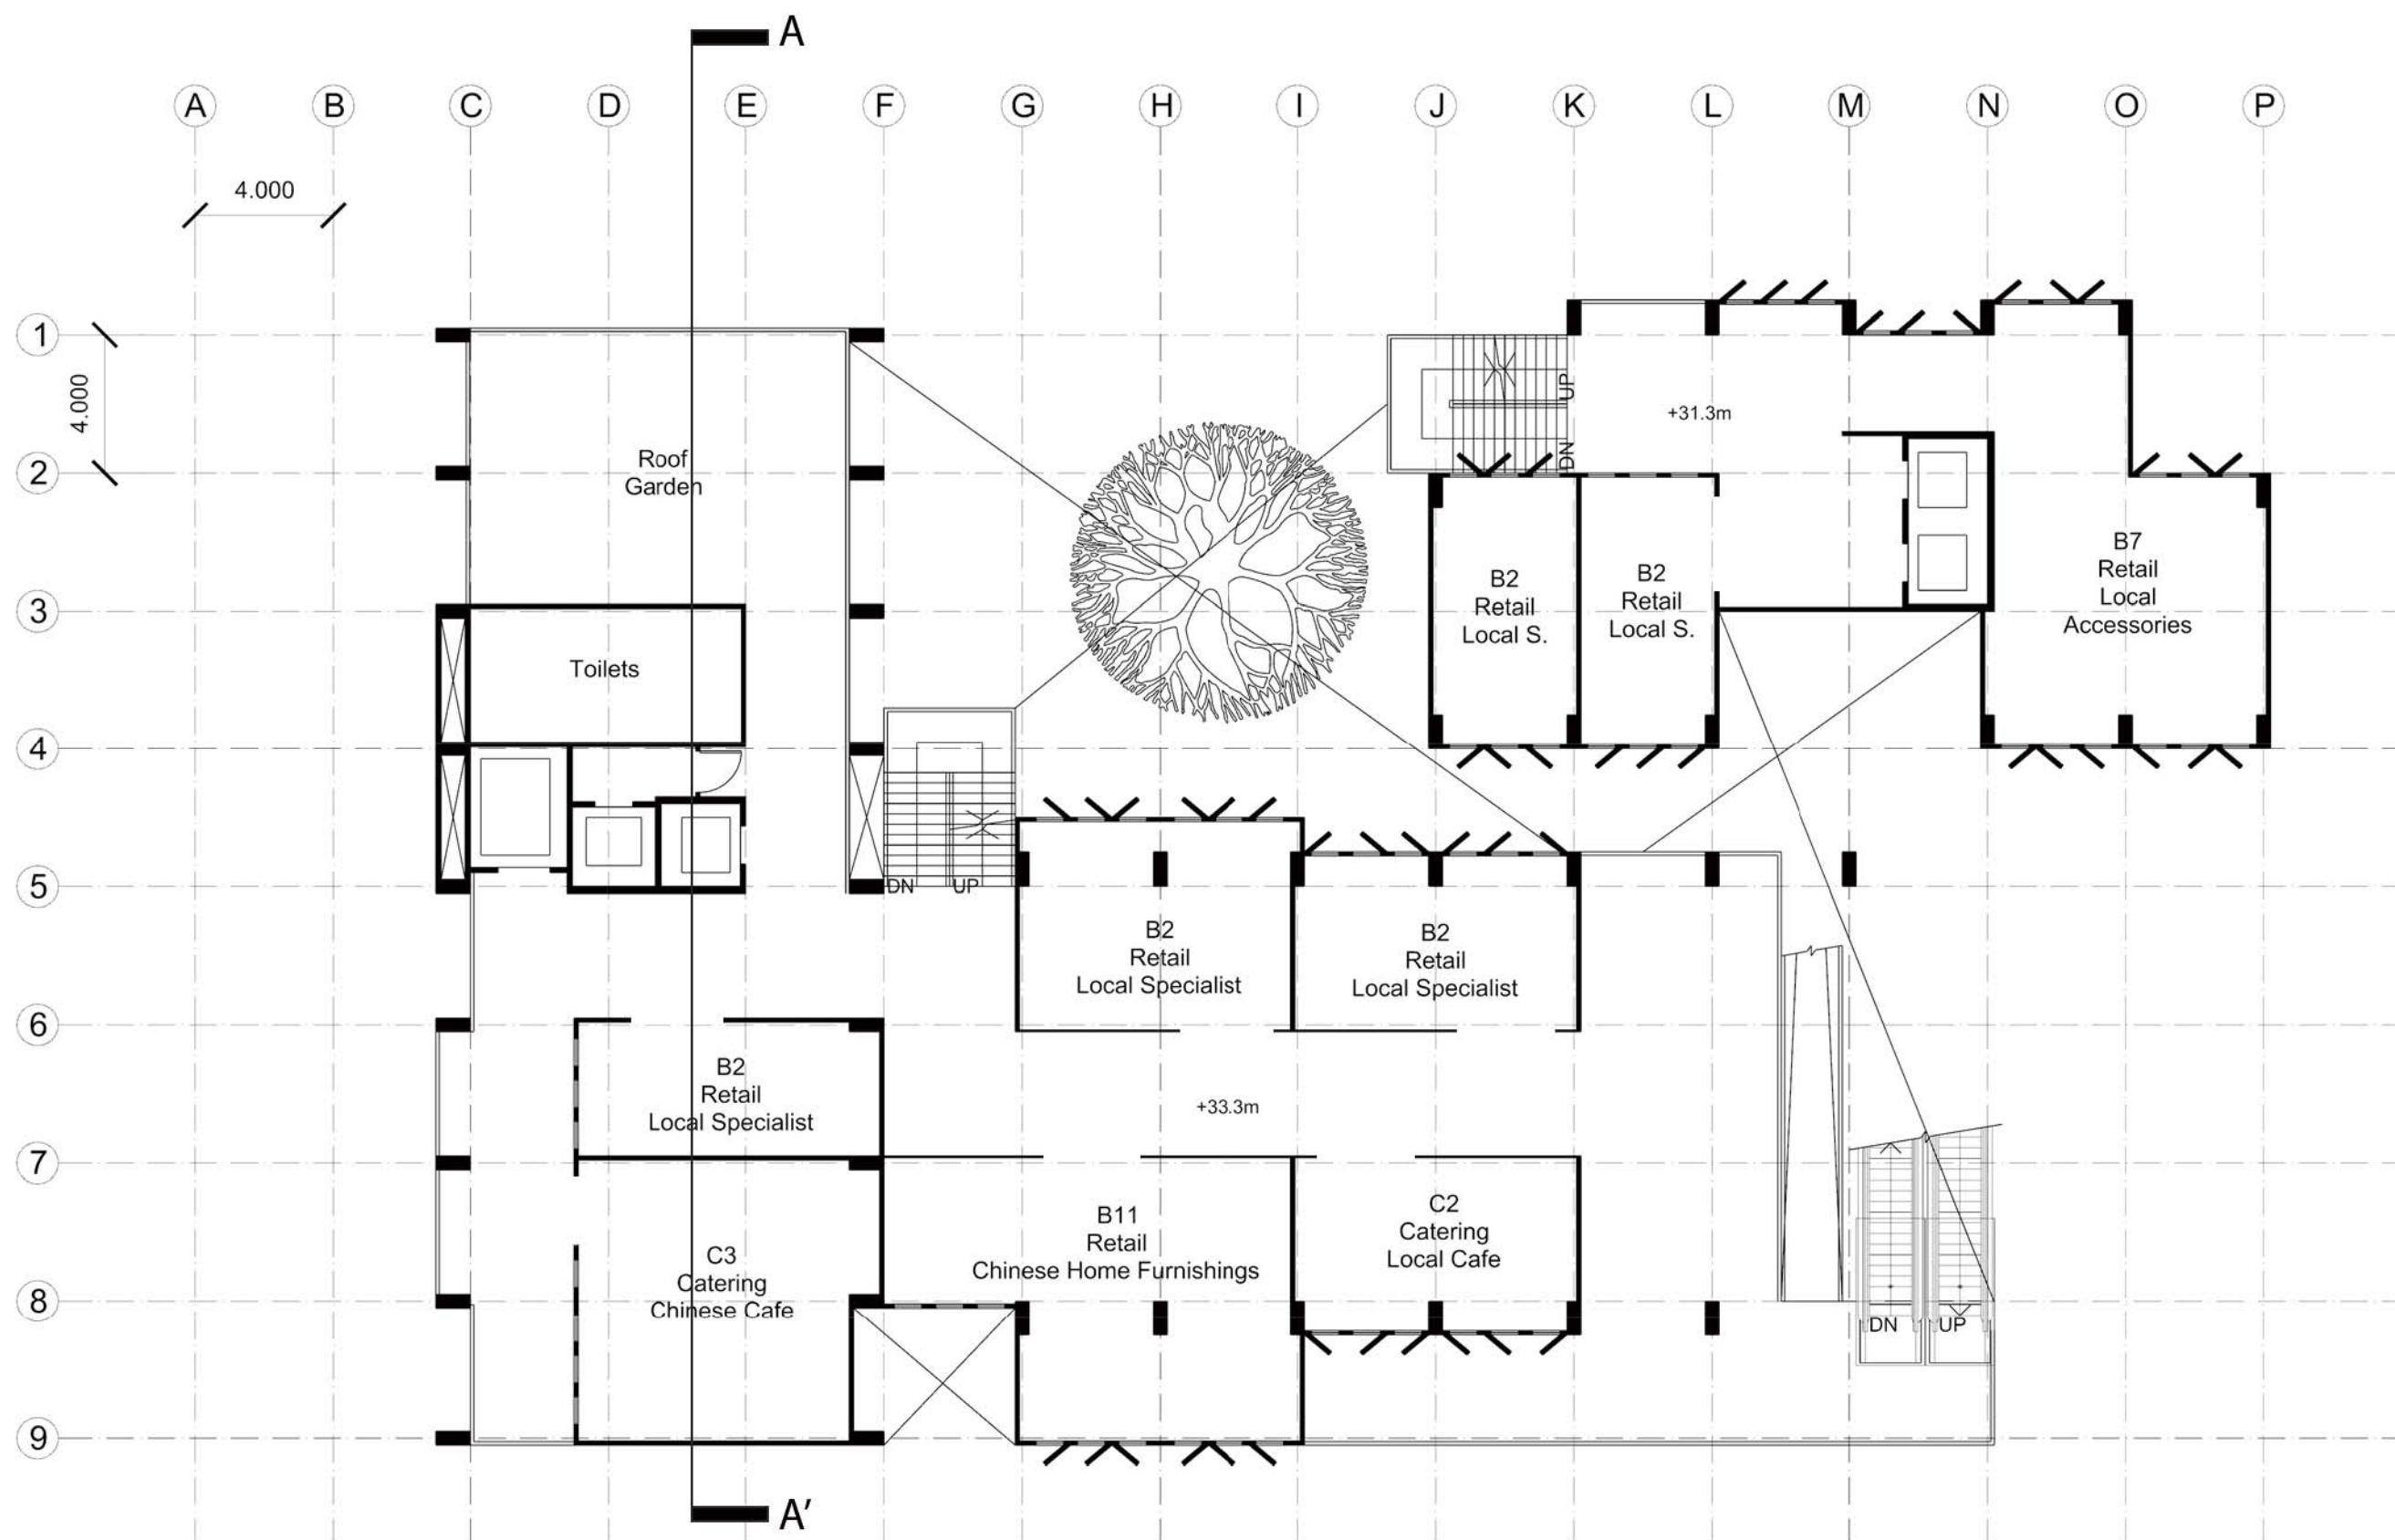 A
A
B
C
D
E
F
G
H
I
J
K
L
M
N
O
P
4.000
1
4.000
UP
+31.3m
DN
2
Roof
Garden
B7
Retail
Local
Accessories
B2
Retail
Local S.
B2
Retail
Local S.
3
Toilets
4
5
DN
UP
B2
Retail
Local Specialist
B2
Retail
Local Specialist
6
B2
Retail
Local Specialist
+33.3m
7
B11
Retail
Chinese Home Furnishings
C2
Catering
Local Cafe
C3
Catering
Chinese Cafe
8
DN
UP
9
A'